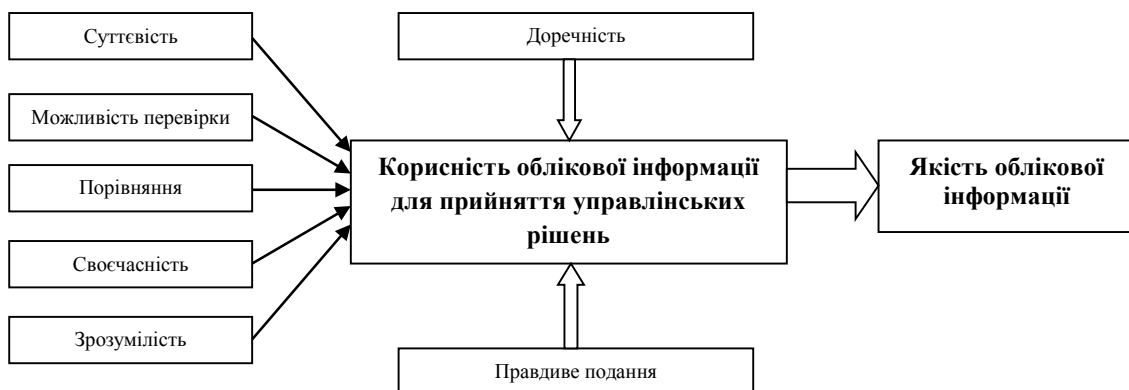 Суттєвість
Можливість перевірки
Порівняння
Своєчасність
Зрозумілість
Доречність
Корисність облікової інформації
для прийняття управлінських
рішень
Правдиве подання
Якість облікової
інформації